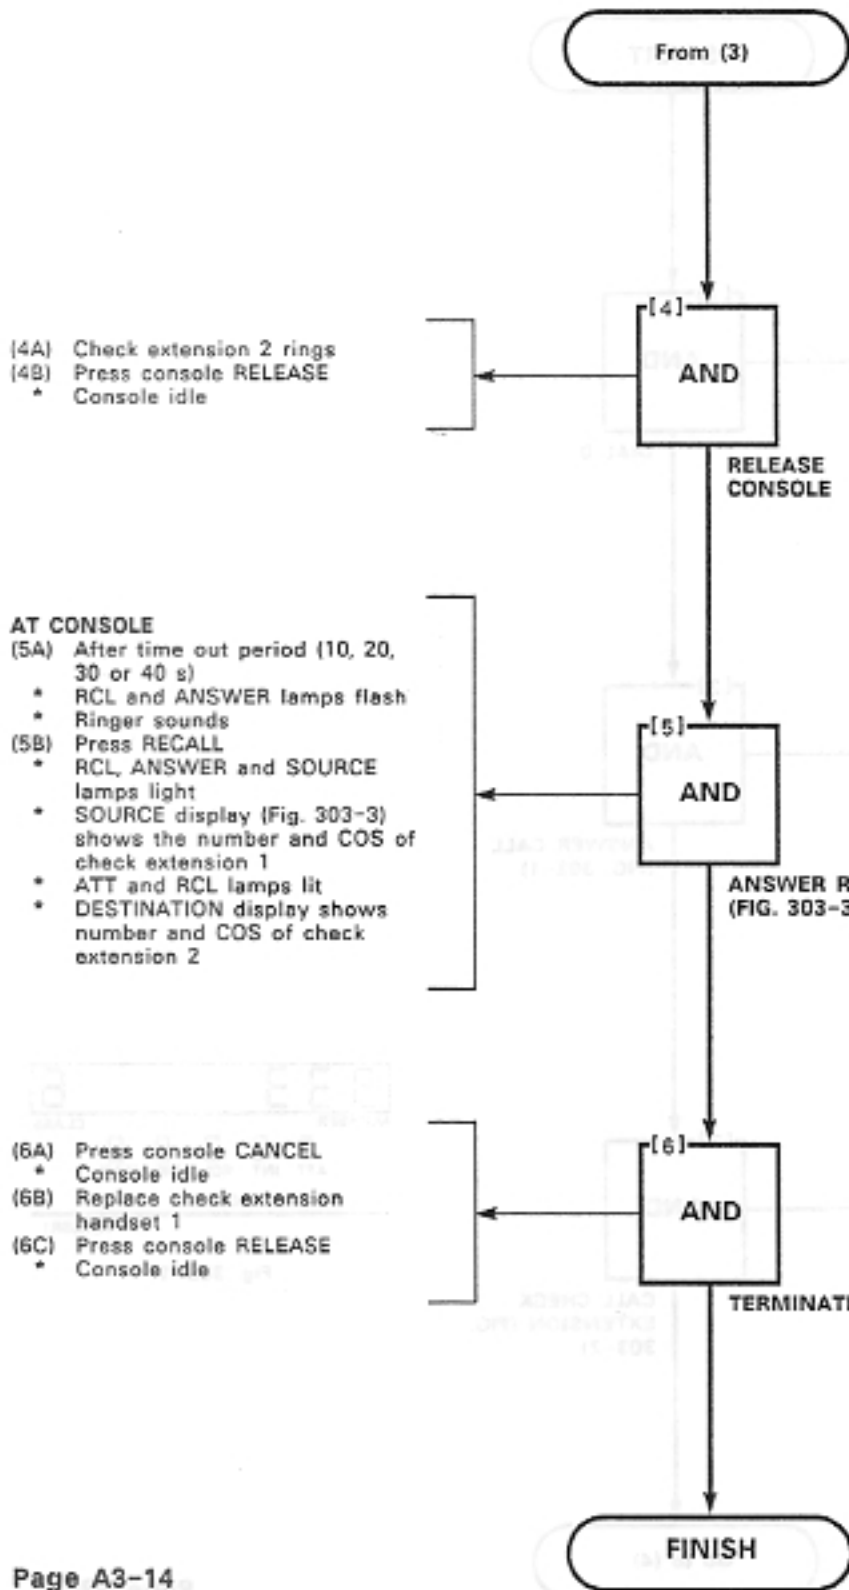 From (3)
[4]
AND
(4A) Check extension 2 rings
(4B) Press console RELEASE
* Console idle
RELEASE
CONSOLE
AT CONSOLE
(5A) After time out period (10, 20,
30 or 40 s)
* RCL and ANSWER lamps flash
* Ringer sounds
(5B) Press RECALL
* RCL, ANSWER and SOURCE
lamps light
* SOURCE display (Fig. 303-3)
shows the number and COS of
check extension 1
* ATT and RCL lamps lit
* DESTINATION display shows
number and COS of check
extension 2
[5]
AND
ANSWER R
(FIG. 303-3
(6A) Press console CANCEL
* Console idle
(6B) Replace check extension
handset 1
(6C) Press console RELEASE
* Console idle
[6]
AND
TERMINATE
FINISH
Page A3-14